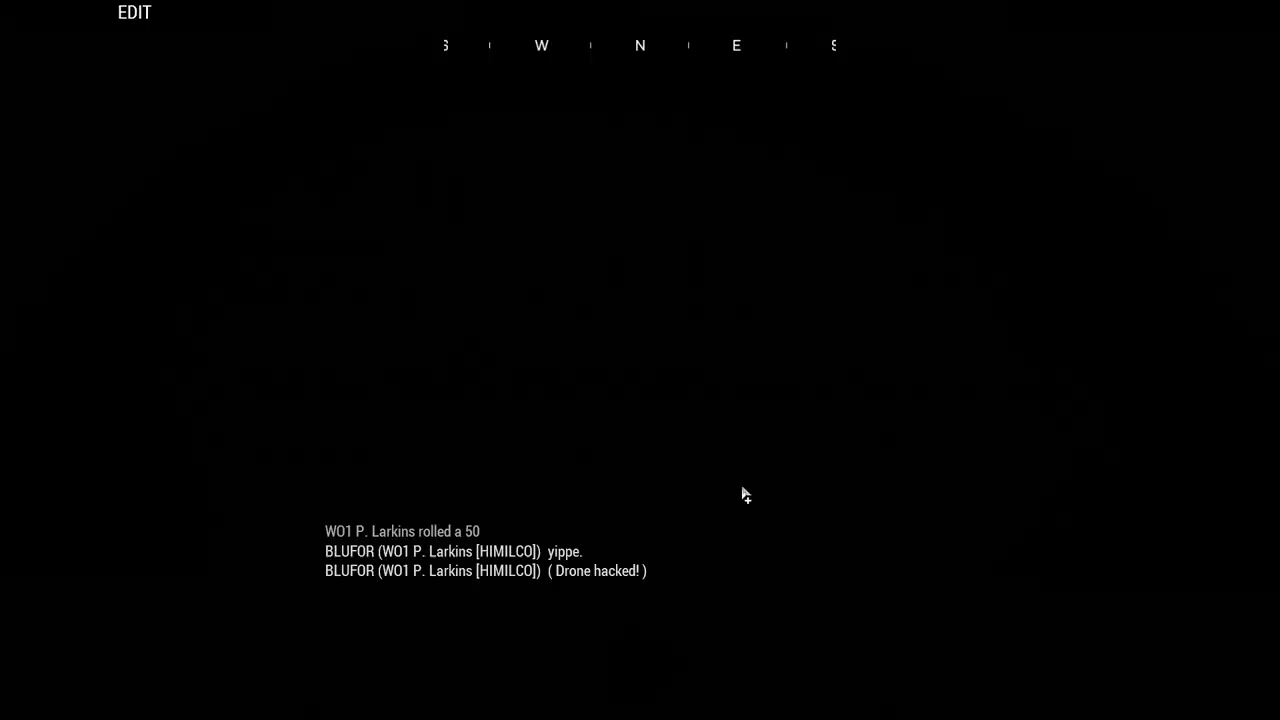 EDIT
S W N E S
WO1 P. Larkins rolled a 50
BLUFOR (WO1 P. Larkins [HIMILCO]) yippe.
BLUFOR (WO1 P. Larkins [HIMILCO]) ( Drone hacked! )